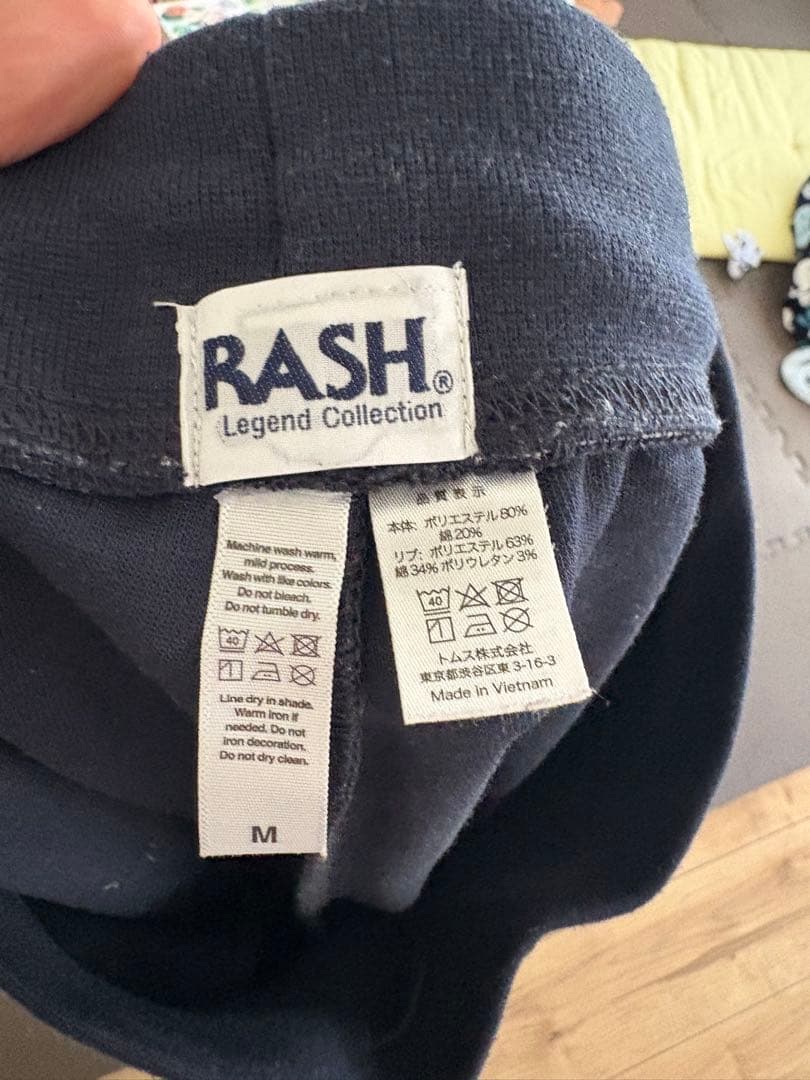 RASH®
Legend Collection
Machine wash warm,
mild process.
Wash with like colors.
Do not bleach.
Do not tumble dry.
40
Line dry in shade.
Warm iron if
needed. Do not
iron decoration.
Do not dry clean.
M
品質表示
本体: ポリエステル80%
綿20%
リブ: ポリエステル63%
綿34% ポリウレタン3%
40
トムス株式会社
東京都渋谷区東 3-16-3
Made in Vietnam